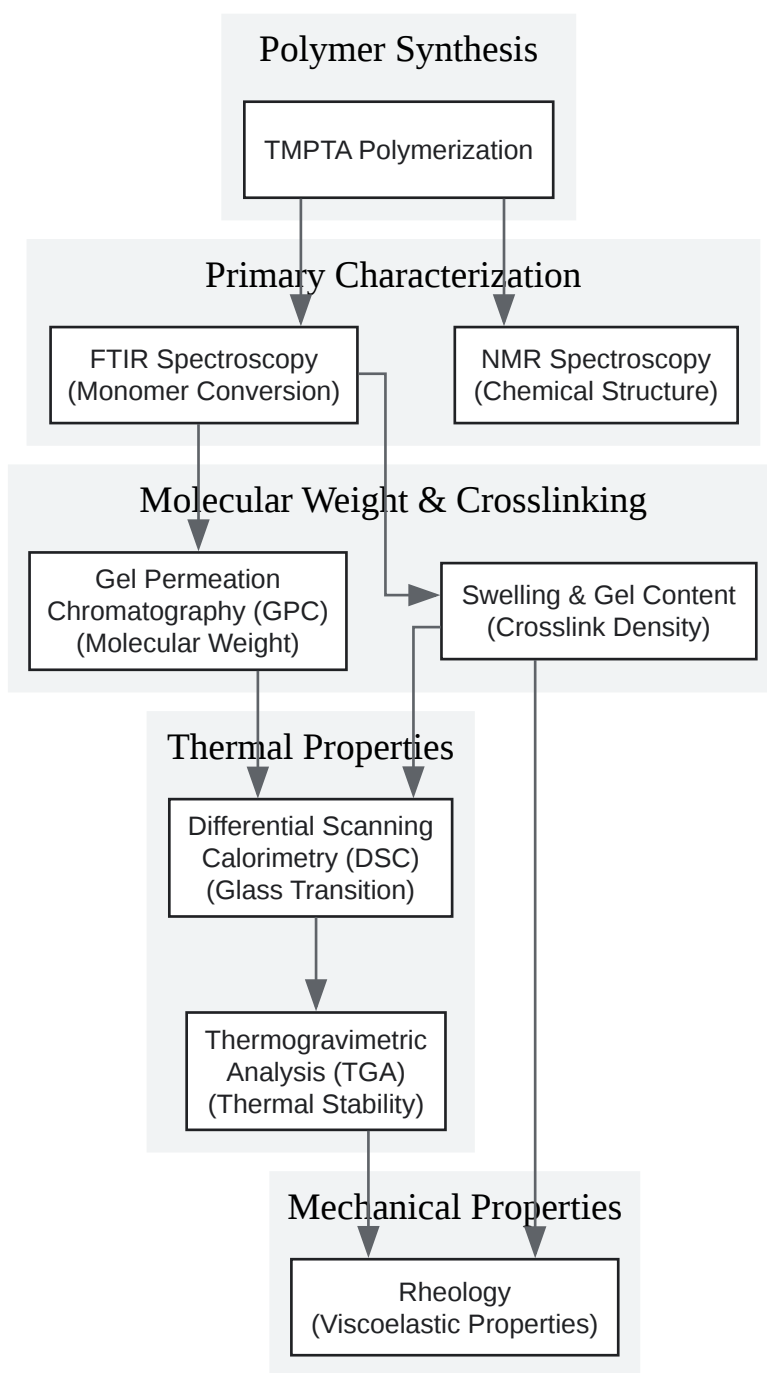 Polymer Synthesis
TMPTA Polymerization
Primary Characterization
FTIR Spectroscopy
(Monomer Conversion)
NMR Spectroscopy
(Chemical Structure)
Molecular Weight & Crosslinking
Gel Permeation
Chromatography (GPC)
(Molecular Weight)
Swelling & Gel Content
(Crosslink Density)
Thermal Properties
Differential Scanning
Calorimetry (DSC)
(Glass Transition)
Thermogravimetric
Analysis (TGA)
(Thermal Stability)
Mechanical Properties
Rheology
(Viscoelastic Properties)